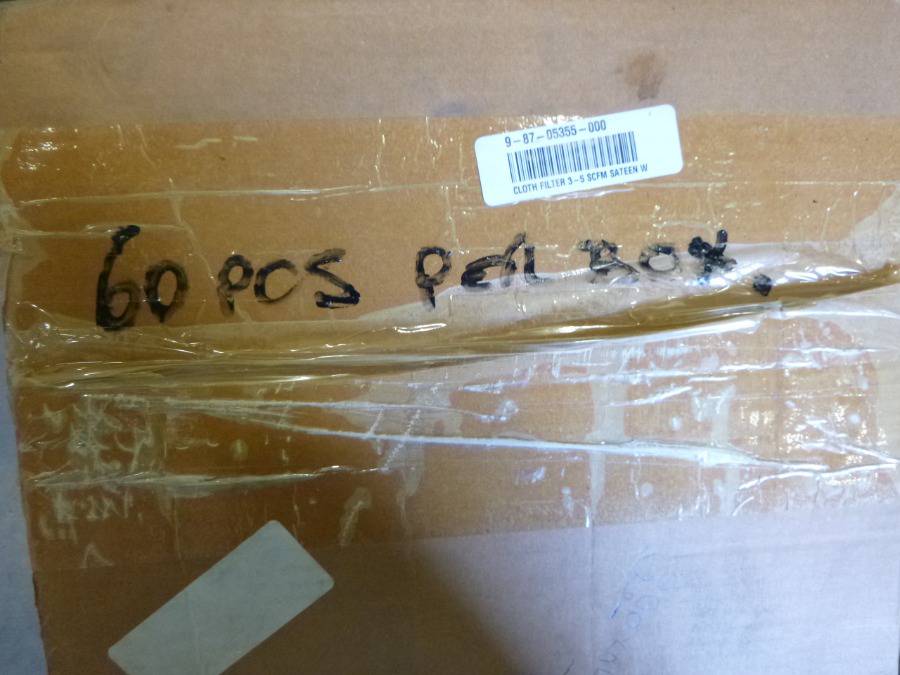 9-87-05355-000
CLOTH FILTER 3-5 SCFM SATEEN W
60 PCS PER BOX.